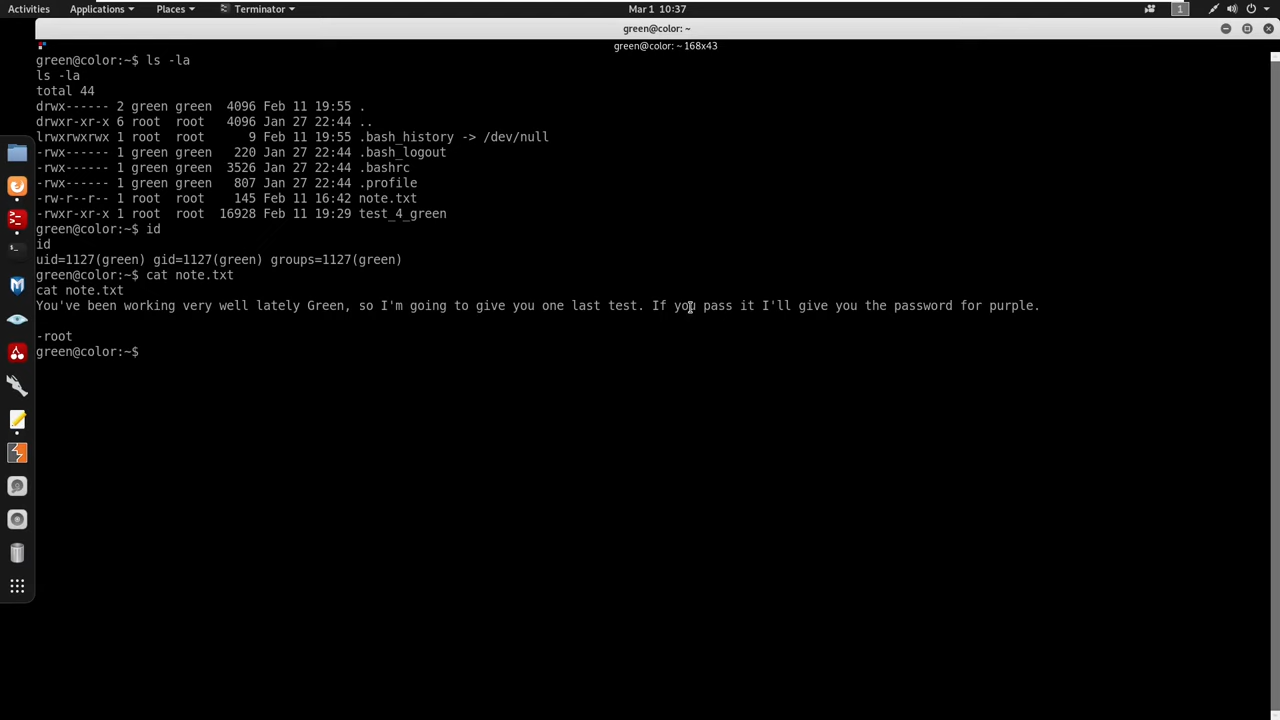 Activities Applications Places Terminator Mar 1 10:37 1
green@color: ~
green@color: ~ 168x43
green@color:~$ ls -la
ls -la
total 44
drwx------ 2 green green  4096 Feb 11 19:55 .
drwxr-xr-x 6 root  root   4096 Jan 27 22:44 ..
lrwxrwxrwx 1 root  root      9 Feb 11 19:55 .bash_history -> /dev/null
-rwx------ 1 green green   220 Jan 27 22:44 .bash_logout
-rwx------ 1 green green  3526 Jan 27 22:44 .bashrc
-rwx------ 1 green green   807 Jan 27 22:44 .profile
-rw-r--r-- 1 root  root    145 Feb 11 16:42 note.txt
-rwxr-xr-x 1 root  root  16928 Feb 11 19:29 test_4_green
green@color:~$ id
id
uid=1127(green) gid=1127(green) groups=1127(green)
green@color:~$ cat note.txt
cat note.txt
You've been working very well lately Green, so I'm going to give you one last test. If you pass it I'll give you the password for purple.
-root
green@color:~$